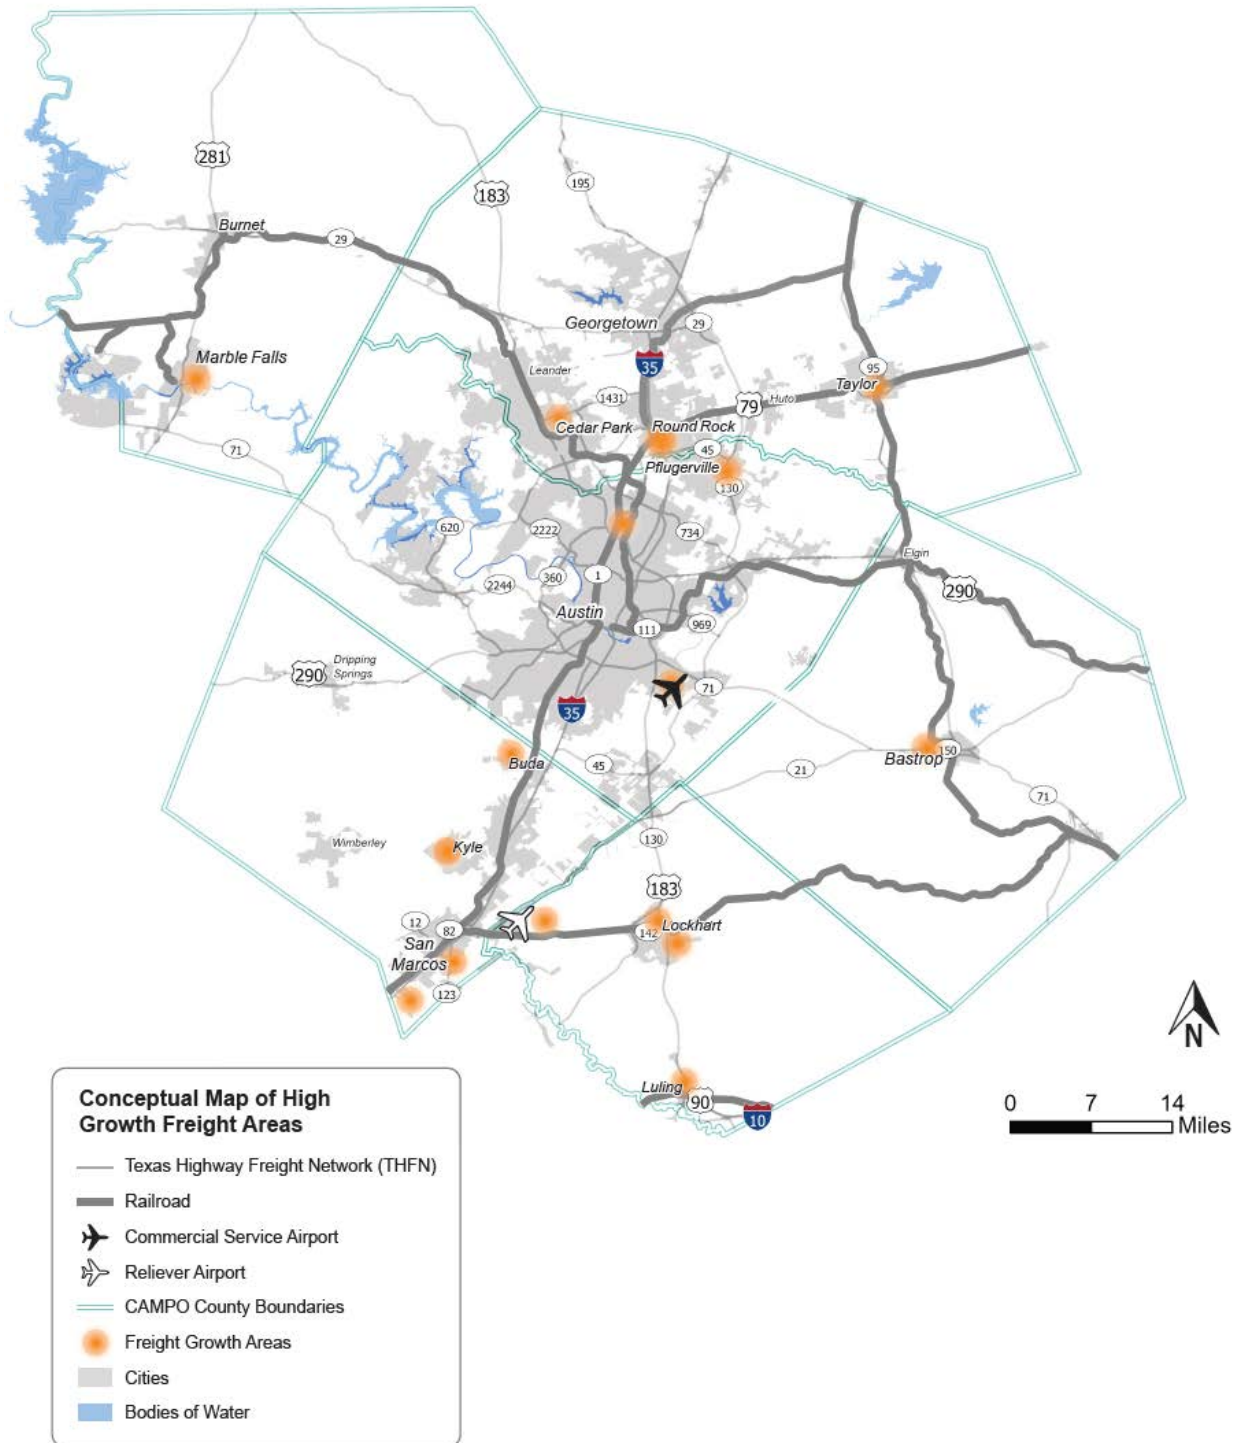 281
183
195
Burnet
29
Georgetown
29
35
Marble Falls
Leander
95
Taylor
1431
79
Huto
Cedar Park
Round Rock
45
71
Pflugerville
130
620
2222
734
Elgin
2244
360
1
290
Austin
111
969
290
Dripping
Springs
71
35
Buda
45
21
150
Bastrop
71
Wimberley
Kyle
130
183
12
82
142
Lockhart
San
Marcos
123
N
Luling
90
10
0 7 14
Miles
Conceptual Map of High
Growth Freight Areas
Texas Highway Freight Network (THFN)
Railroad
Commercial Service Airport
Reliever Airport
CAMPO County Boundaries
Freight Growth Areas
Cities
Bodies of Water